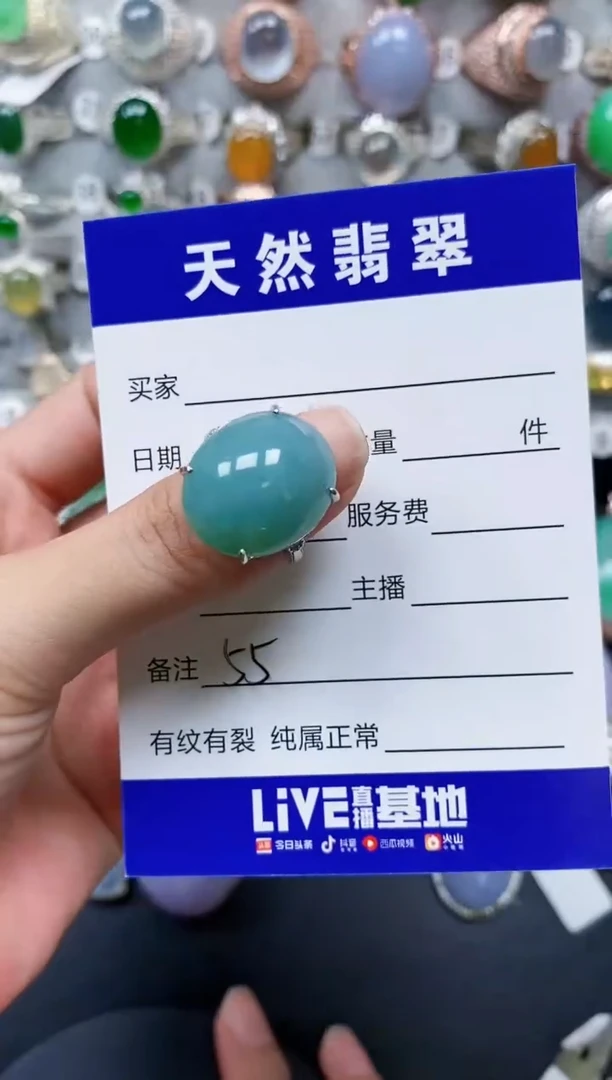 天然翡翠
买家
日期 量 件
服务费
主播
备注 55
有纹有裂 纯属正常
LiVE直播基地
今日头条 抖音 西瓜视频 火山